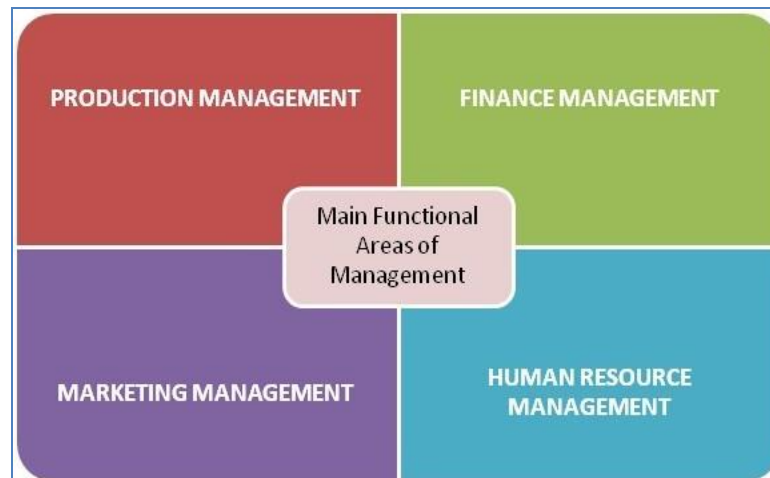 PRODUCTION MANAGEMENT
FINANCE MANAGEMENT
Main Functional
Areas of
Management
MARKETING MANAGEMENT
HUMAN RESOURCE
MANAGEMENT